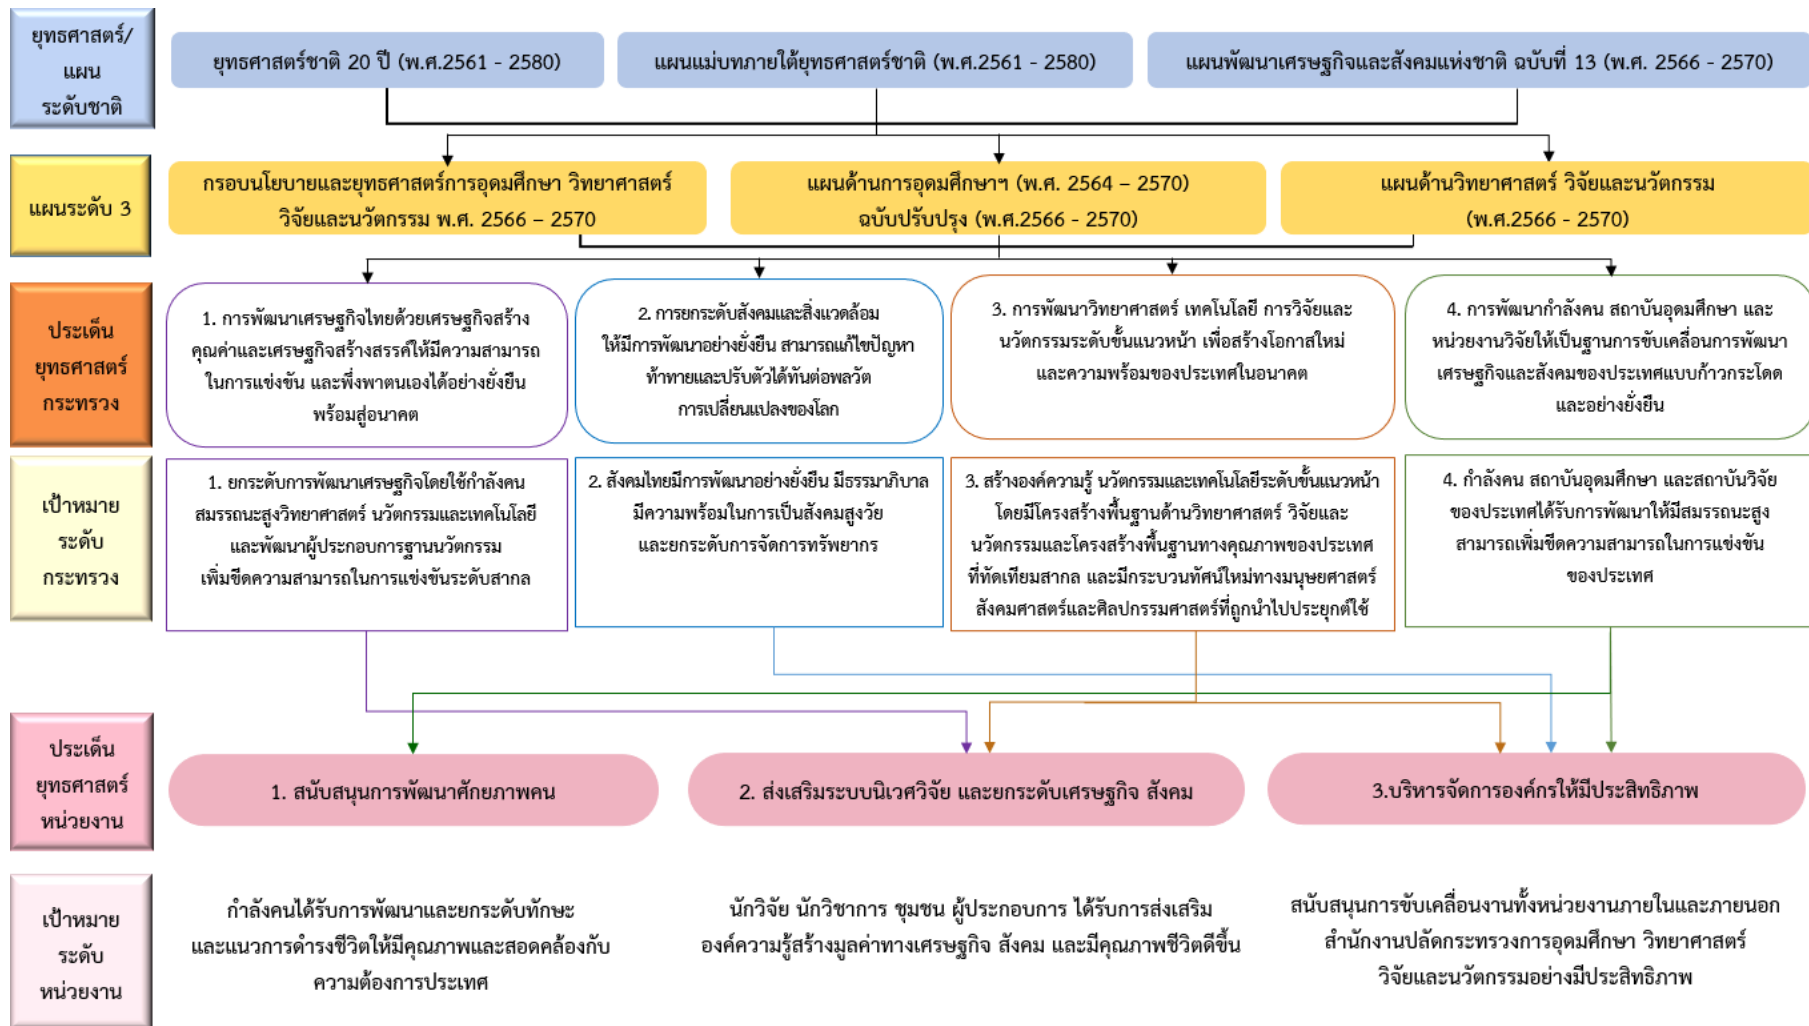 ยุทธศาสตร์/
แผน
ระดับชาติ
ยุทธศาสตร์ชาติ 20 ปี (พ.ศ.2561 - 2580)
แผนแม่บทภายใต้ยุทธศาสตร์ชาติ (พ.ศ.2561 - 2580)
แผนพัฒนาเศรษฐกิจและสังคมแห่งชาติ ฉบับที่ 13 (พ.ศ. 2566 - 2570)
แผนระดับ 3
กรอบนโยบายและยุทธศาสตร์การอุดมศึกษา วิทยาศาสตร์
วิจัยและนวัตกรรม พ.ศ. 2566 – 2570
แผนด้านการอุดมศึกษาฯ (พ.ศ. 2564 – 2570)
ฉบับปรับปรุง (พ.ศ.2566 - 2570)
แผนด้านวิทยาศาสตร์ วิจัยและนวัตกรรม
(พ.ศ.2566 - 2570)
ประเด็น
ยุทธศาสตร์
กระทรวง
1. การพัฒนาเศรษฐกิจไทยด้วยเศรษฐกิจสร้าง
คุณค่าและเศรษฐกิจสร้างสรรค์ให้มีความสามารถ
ในการแข่งขัน และพึ่งพาตนเองได้อย่างยั่งยืน
พร้อมสู่อนาคต
2. การยกระดับสังคมและสิ่งแวดล้อม
ให้มีการพัฒนาอย่างยั่งยืน สามารถแก้ไขปัญหา
ท้าทายและปรับตัวได้ทันต่อพลวัต
การเปลี่ยนแปลงของโลก
3. การพัฒนาวิทยาศาสตร์ เทคโนโลยี การวิจัยและ
นวัตกรรมระดับขั้นแนวหน้า เพื่อสร้างโอกาสใหม่
และความพร้อมของประเทศในอนาคต
4. การพัฒนากำลังคน สถาบันอุดมศึกษา และ
หน่วยงานวิจัยให้เป็นฐานการขับเคลื่อนการพัฒนา
เศรษฐกิจและสังคมของประเทศแบบก้าวกระโดด
และอย่างยั่งยืน
เป้าหมาย
ระดับ
กระทรวง
1. ยกระดับการพัฒนาเศรษฐกิจโดยใช้กำลังคน
สมรรถนะสูงวิทยาศาสตร์ นวัตกรรมและเทคโนโลยี
และพัฒนาผู้ประกอบการฐานนวัตกรรม
เพิ่มขีดความสามารถในการแข่งขันระดับสากล
2. สังคมไทยมีการพัฒนาอย่างยั่งยืน มีธรรมาภิบาล
มีความพร้อมในการเป็นสังคมสูงวัย
และยกระดับการจัดการทรัพยากร
3. สร้างองค์ความรู้ นวัตกรรมและเทคโนโลยีระดับขั้นแนวหน้า
โดยมีโครงสร้างพื้นฐานด้านวิทยาศาสตร์ วิจัยและ
นวัตกรรมและโครงสร้างพื้นฐานทางคุณภาพของประเทศ
ที่ทัดเทียมสากล และมีกระบวนทัศน์ใหม่ทางมนุษยศาสตร์
สังคมศาสตร์และศิลปกรรมศาสตร์ที่ถูกนำไปประยุกต์ใช้
4. กำลังคน สถาบันอุดมศึกษา และสถาบันวิจัย
ของประเทศได้รับการพัฒนาให้มีสมรรถนะสูง
สามารถเพิ่มขีดความสามารถในการแข่งขัน
ของประเทศ
ประเด็น
ยุทธศาสตร์
หน่วยงาน
1. สนับสนุนการพัฒนาศักยภาพคน
2. ส่งเสริมระบบนิเวศวิจัย และยกระดับเศรษฐกิจ สังคม
3.บริหารจัดการองค์กรให้มีประสิทธิภาพ
เป้าหมาย
ระดับ
หน่วยงาน
กำลังคนได้รับการพัฒนาและยกระดับทักษะ
และแนวการดำรงชีวิตให้มีคุณภาพและสอดคล้องกับ
ความต้องการประเทศ
นักวิจัย นักวิชาการ ชุมชน ผู้ประกอบการ ได้รับการส่งเสริม
องค์ความรู้สร้างมูลค่าทางเศรษฐกิจ สังคม และมีคุณภาพชีวิตดีขึ้น
สนับสนุนการขับเคลื่อนงานทั้งหน่วยงานภายในและภายนอก
สำนักงานปลัดกระทรวงการอุดมศึกษา วิทยาศาสตร์
วิจัยและนวัตกรรมอย่างมีประสิทธิภาพ